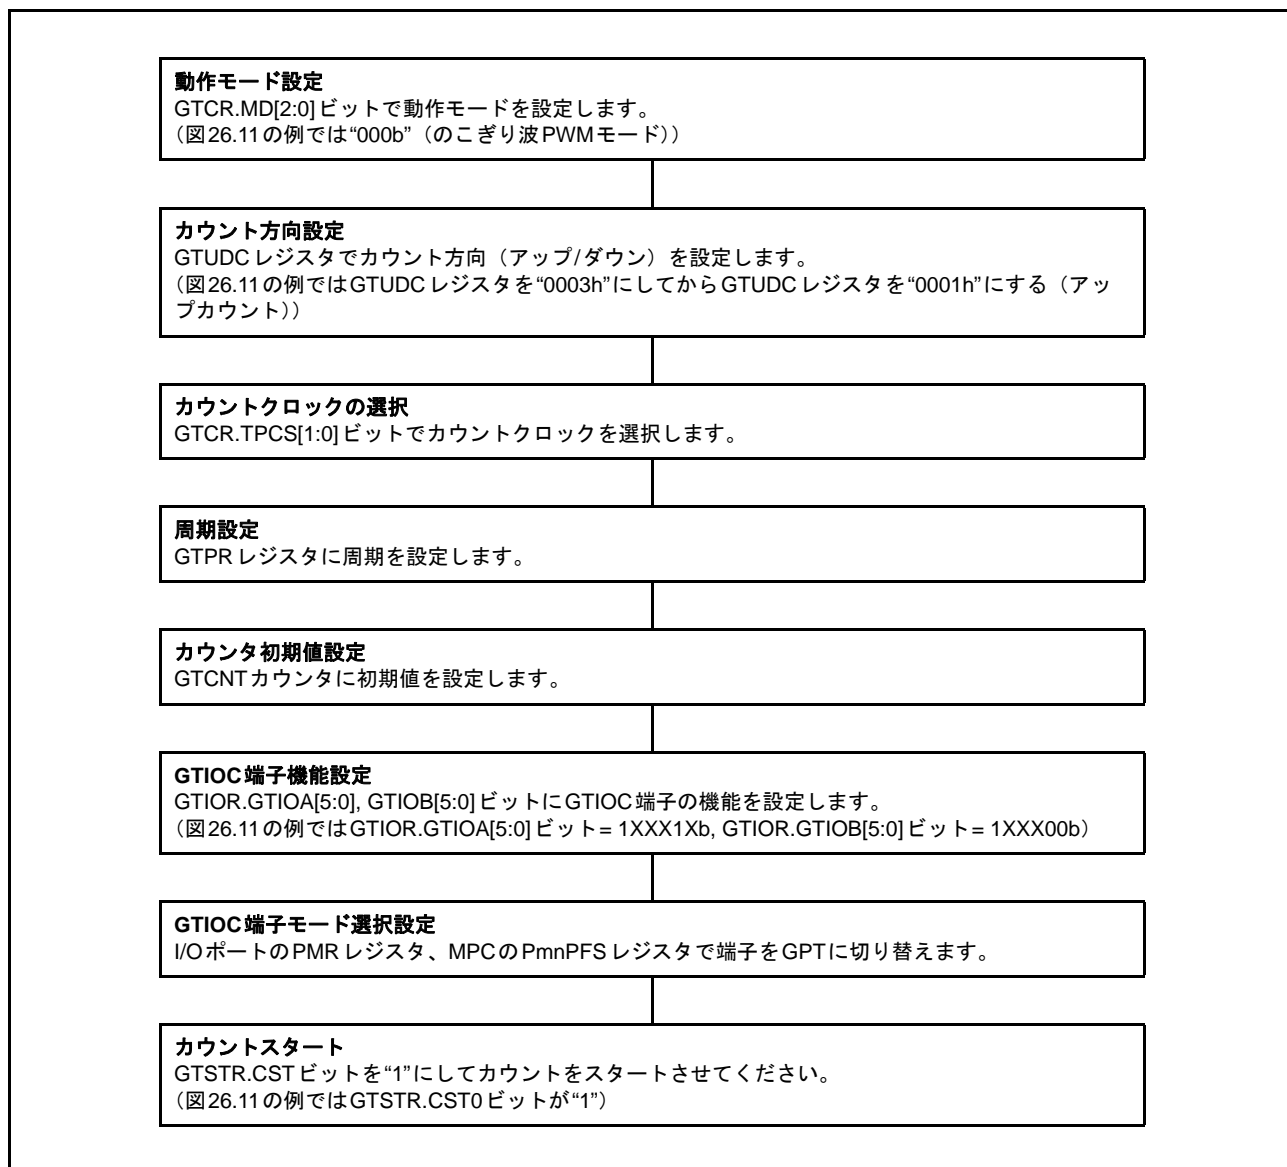 動作モード設定
GTCR.MD[2:0]ビットで動作モードを設定します。
（図26.11の例では“000b”（のこぎり波PWMモード））
カウント方向設定
GTUDCレジスタでカウント方向（アップ/ダウン）を設定します。
（図26.11の例ではGTUDCレジスタを“0003h”にしてからGTUDCレジスタを“0001h”にする（アッ
プカウント））
カウントクロックの選択
GTCR.TPCS[1:0]ビットでカウントクロックを選択します。
周期設定
GTPRレジスタに周期を設定します。
カウンタ初期値設定
GTCNTカウンタに初期値を設定します。
GTIOC端子機能設定
GTIOR.GTIOA[5:0], GTIOB[5:0]ビットにGTIOC端子の機能を設定します。
（図26.11の例ではGTIOR.GTIOA[5:0]ビット= 1XXX1Xb, GTIOR.GTIOB[5:0]ビット= 1XXX00b）
GTIOC端子モード選択設定
I/OポートのPMRレジスタ、MPCのPmnPFSレジスタで端子をGPTに切り替えます。
カウントスタート
GTSTR.CSTビットを“1”にしてカウントをスタートさせてください。
（図26.11の例ではGTSTR.CST0ビットが“1”）